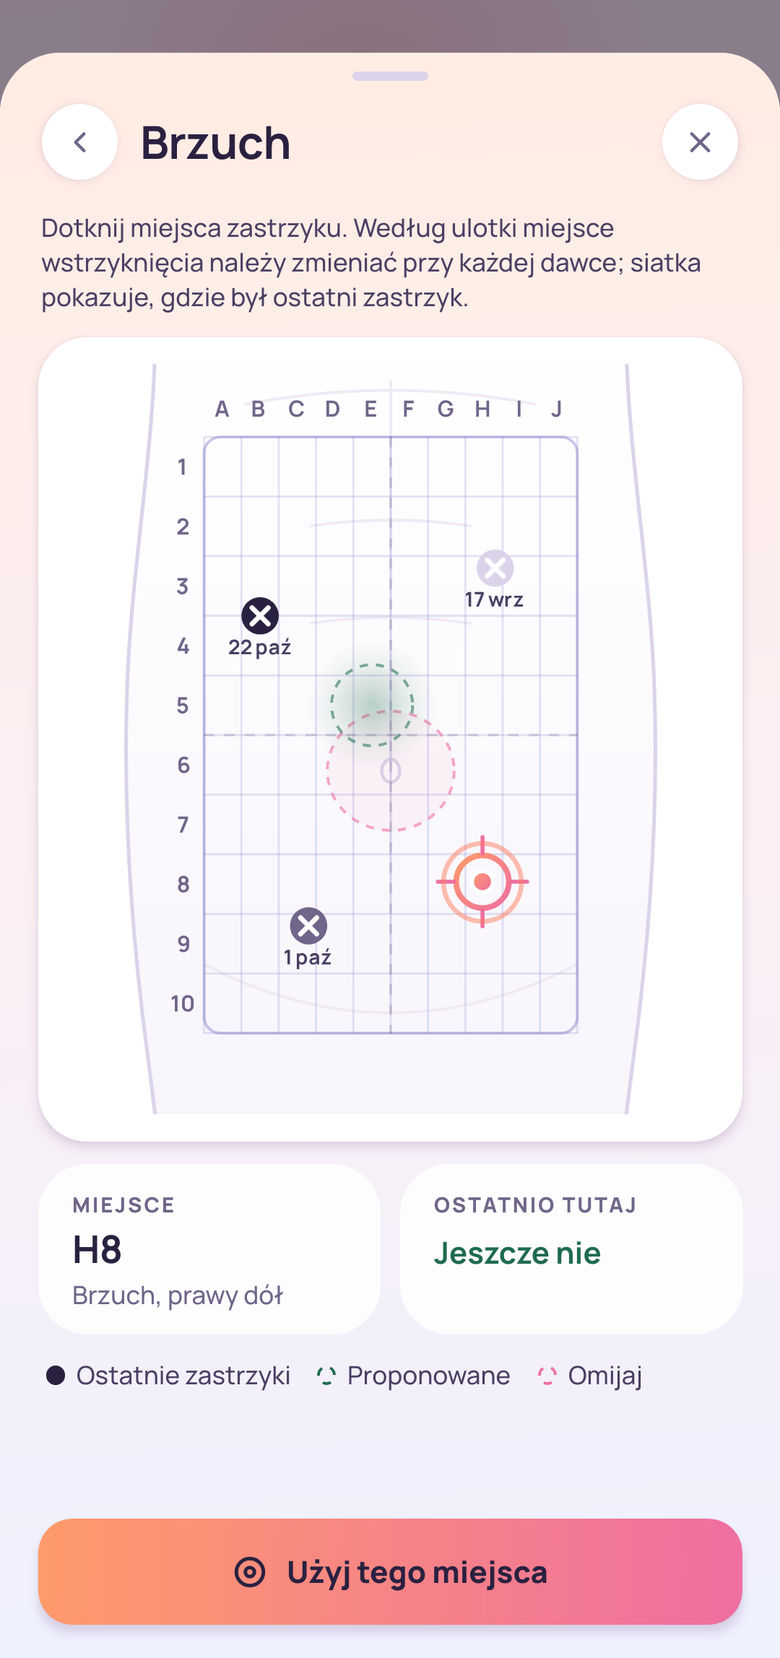 Brzuch
Dotknij miejsca zastrzyku. Według ulotki miejsce
wstrzyknięcia należy zmieniać przy każdej dawce; siatka
pokazuje, gdzie był ostatni zastrzyk.
A B C D E F G H I J
1
2
3
17 wrz
4
22 paź
5
6
7
8
9
1 paź
10
MIEJSCE
H8
Brzuch, prawy dół
OSTATNIO TUTAJ
Jeszcze nie
Ostatnie zastrzyki Proponowane Omijaj
Użyj tego miejsca